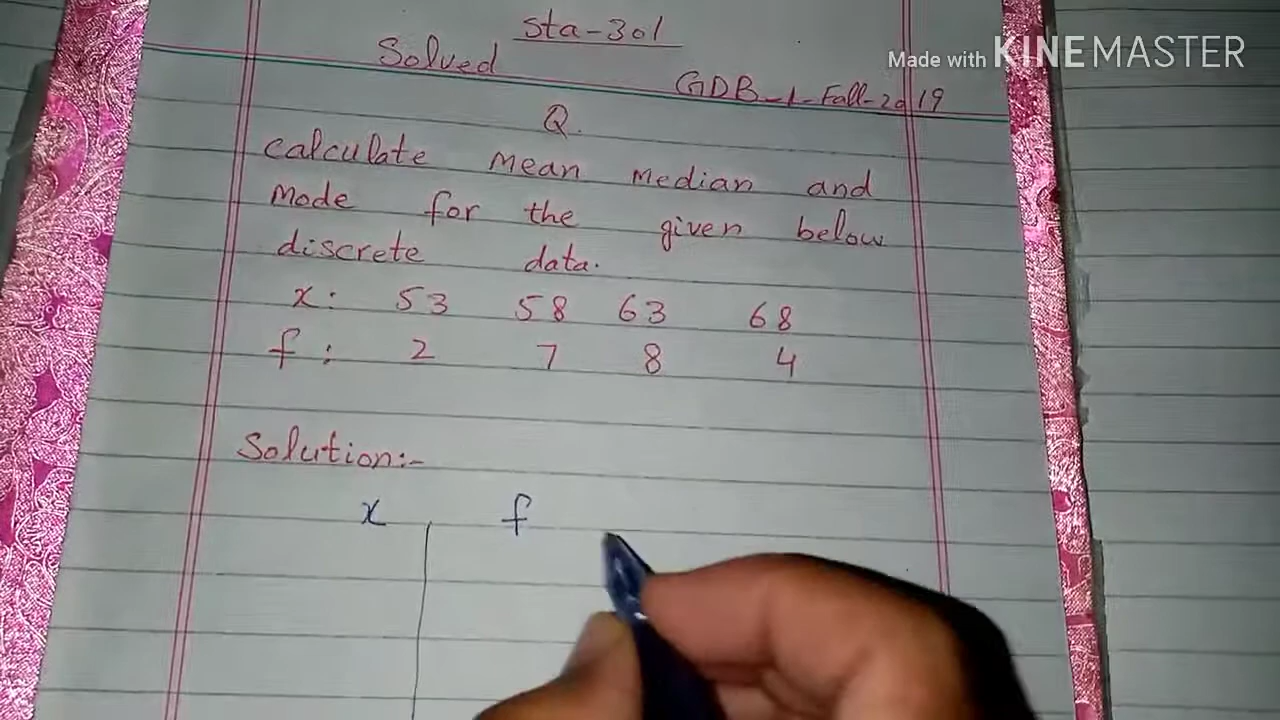 Sta-301
Made with KINEMASTER
Solved
GDB-1-Fall-2019
Q.
calculate mean median and
mode for the given below
discrete data.
x: 53 58 63 68
f: 2 7 8 4
Solution:-
x f